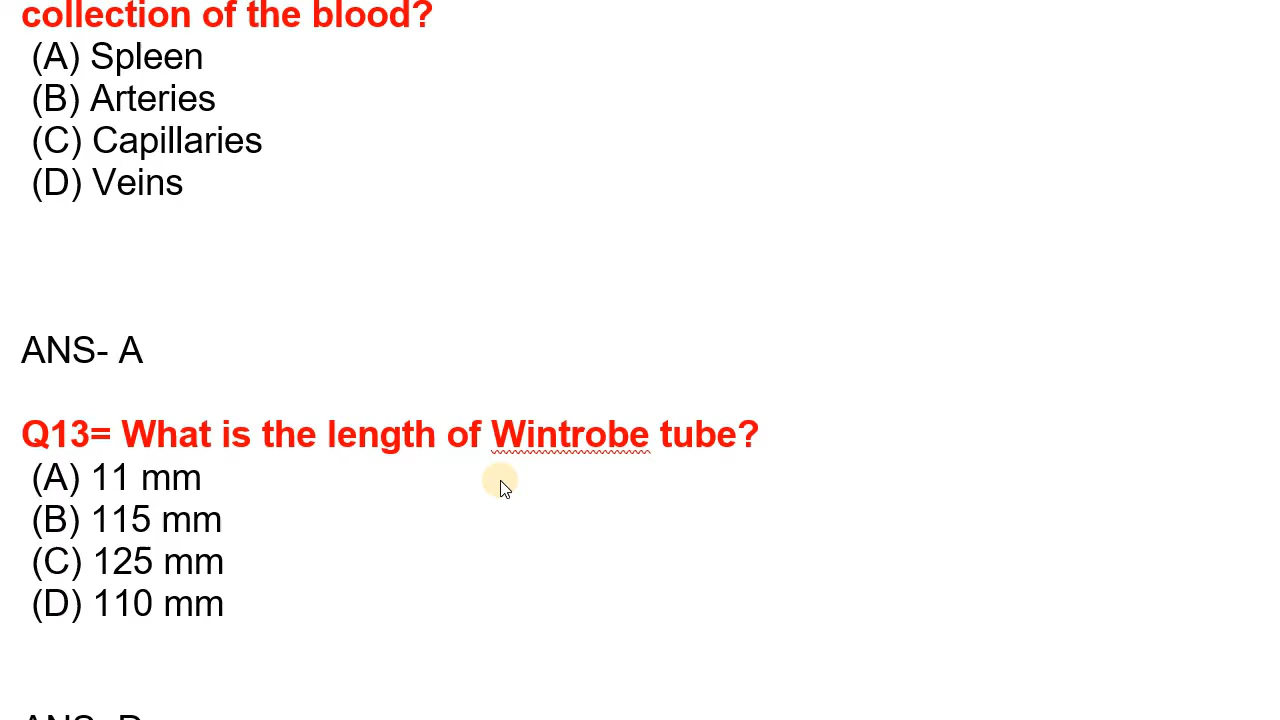 collection of the blood?
(A) Spleen
(B) Arteries
(C) Capillaries
(D) Veins
ANS- A
Q13= What is the length of Wintrobe tube?
(A) 11 mm
(B) 115 mm
(C) 125 mm
(D) 110 mm
ANS-